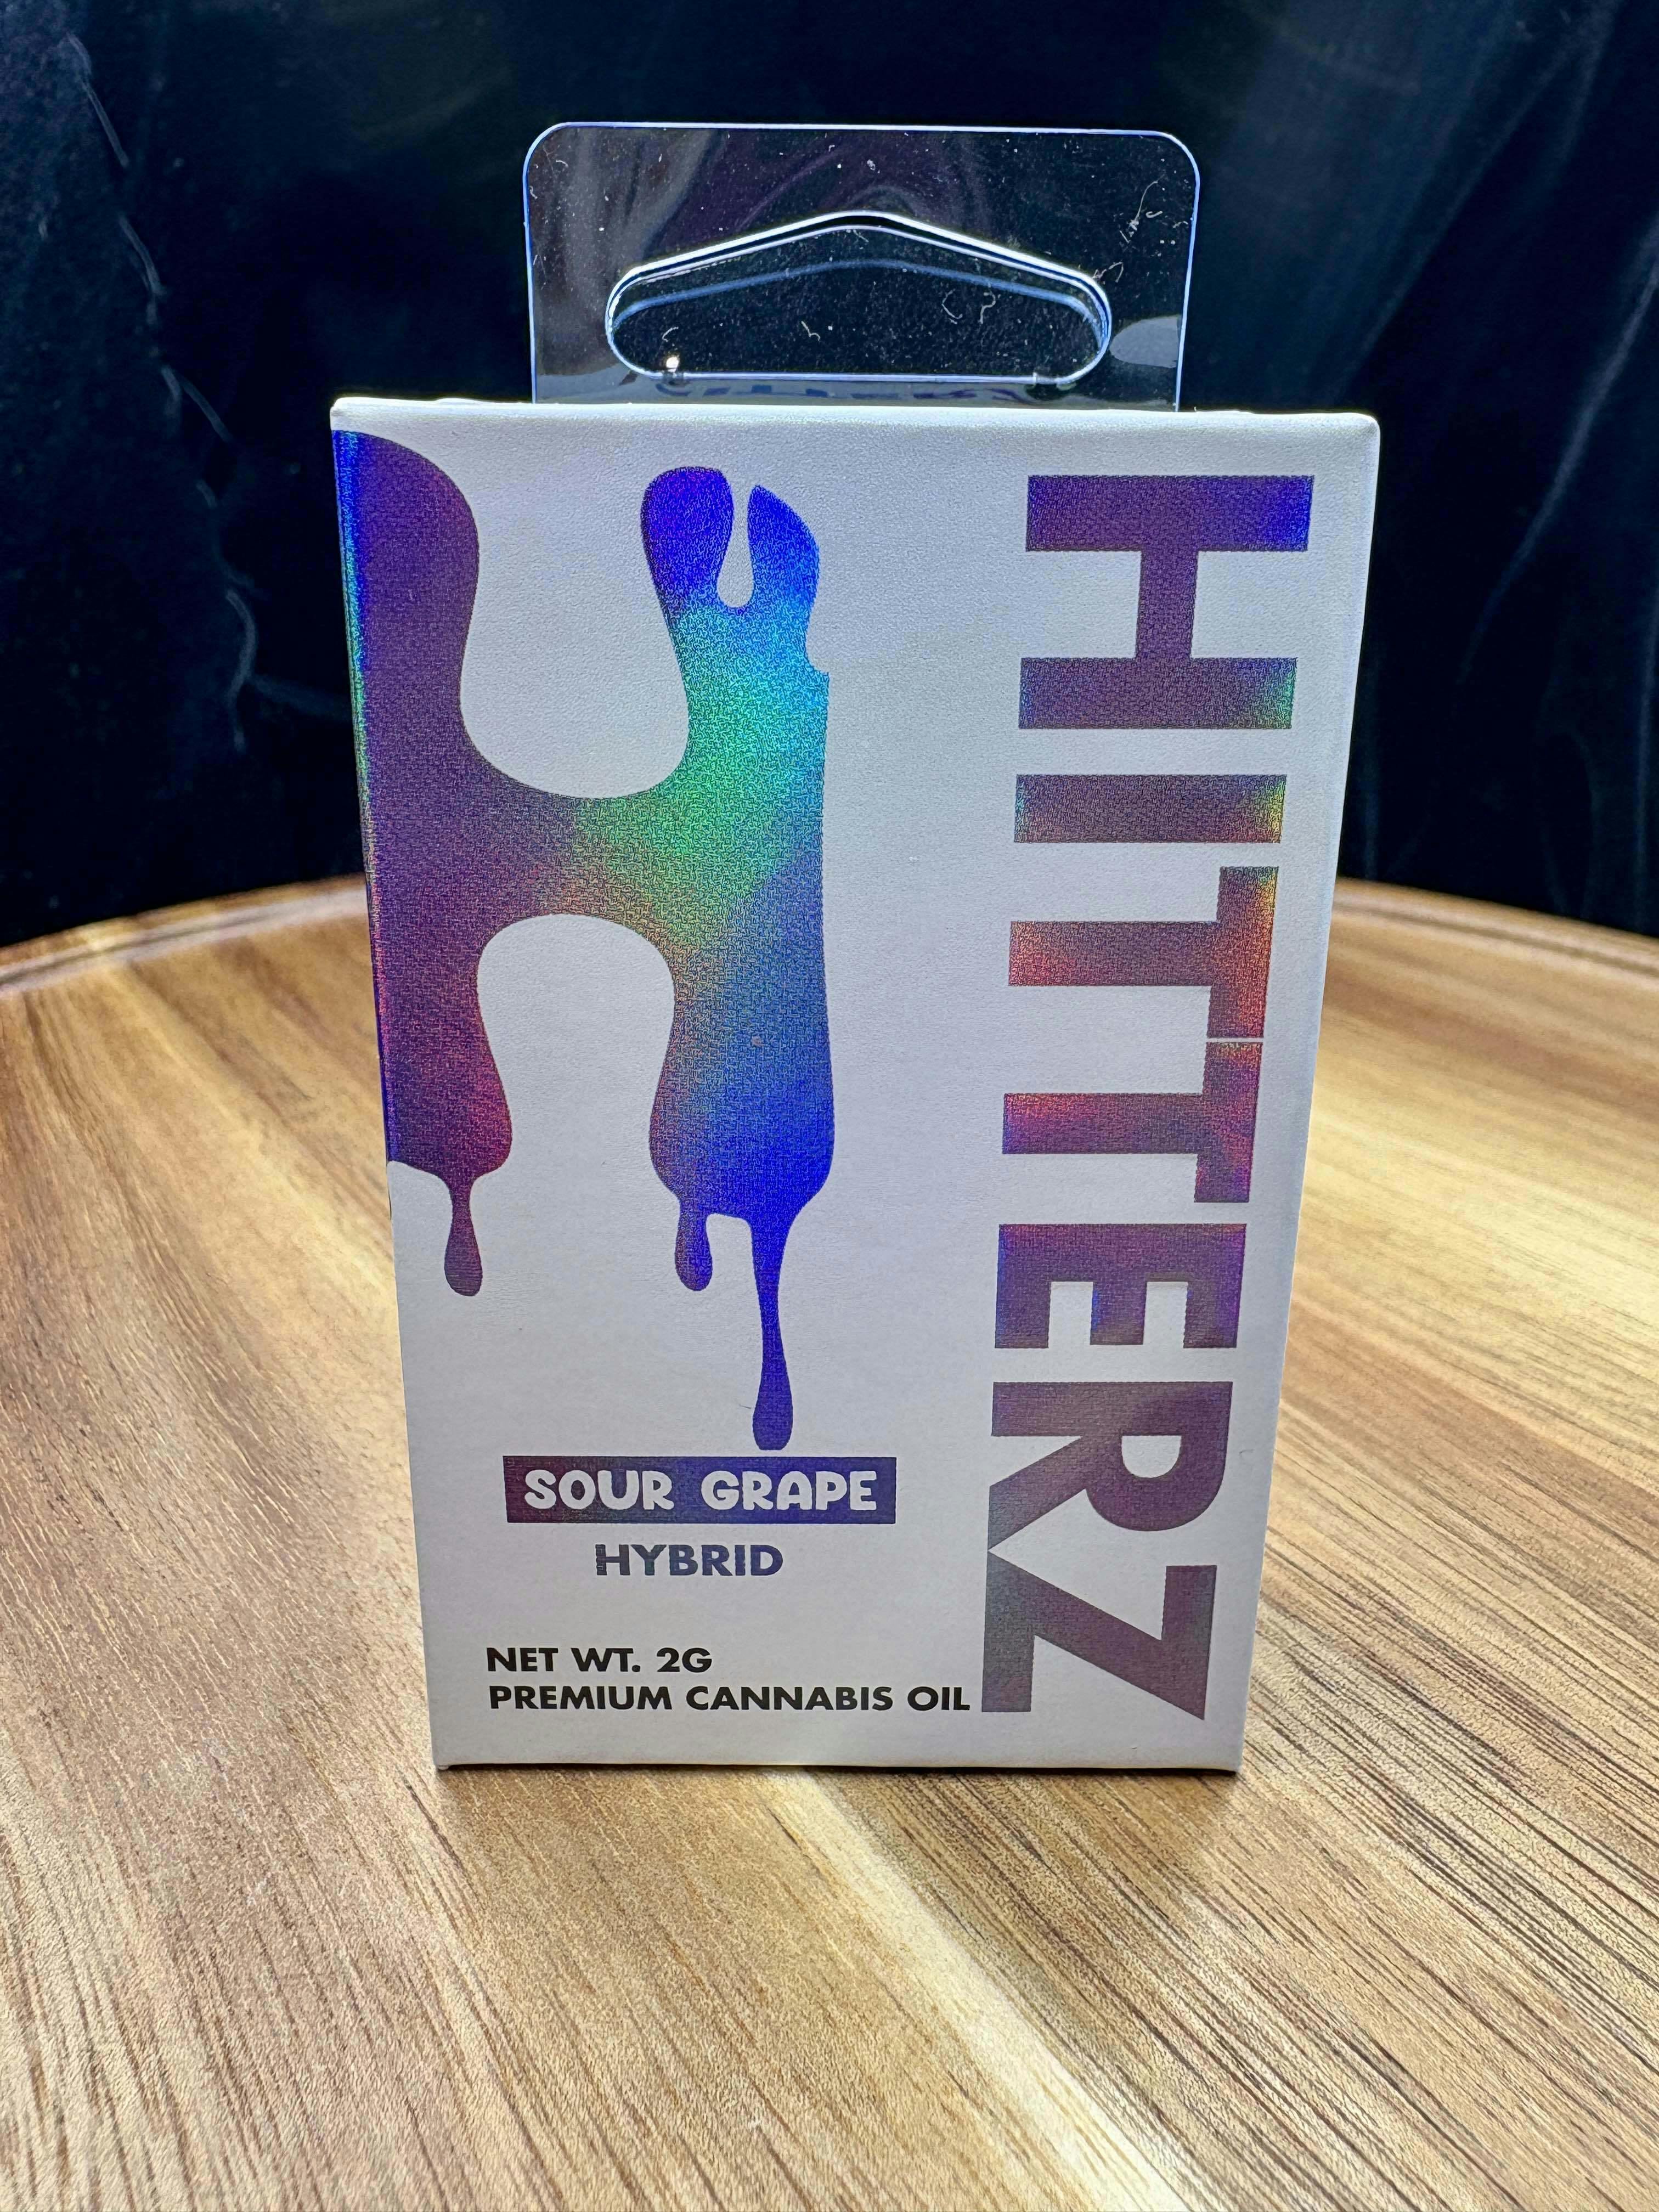 HITTERZ
SOUR GRAPE
HYBRID
NET WT. 2G
PREMIUM CANNABIS OIL